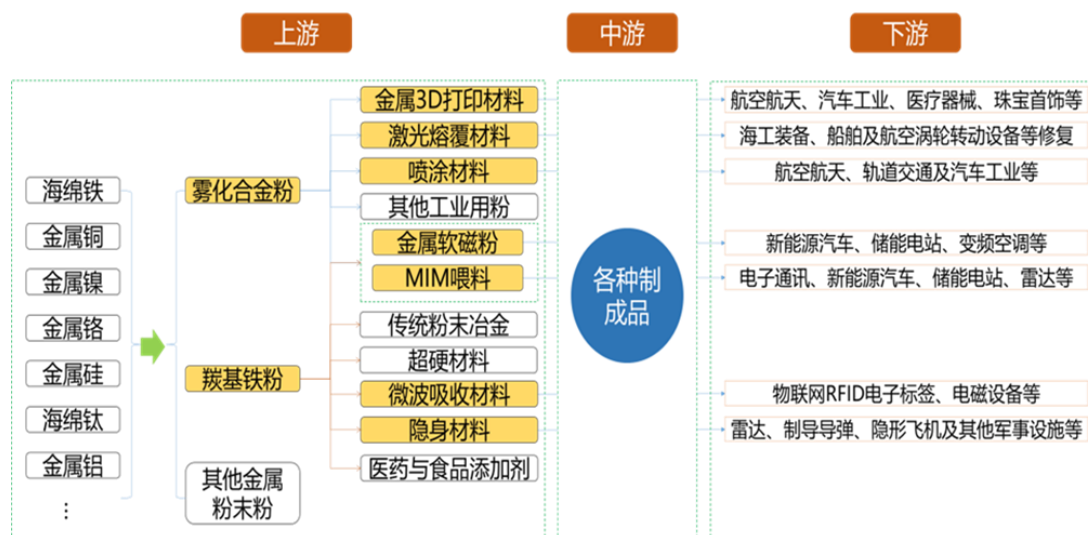 上游
中游
下游
海绵铁
金属铜
金属镍
金属铬
金属硅
海绵钛
金属铝
⋮
雾化合金粉
羰基铁粉
其他金属
粉末粉
金属3D打印材料
激光熔覆材料
喷涂材料
其他工业用粉
金属软磁粉
MIM喂料
传统粉末冶金
超硬材料
微波吸收材料
隐身材料
医药与食品添加剂
各种制
成品
航空航天、汽车工业、医疗器械、珠宝首饰等
海工装备、船舶及航空涡轮转动设备等修复
航空航天、轨道交通及汽车工业等
新能源汽车、储能电站、变频空调等
电子通讯、新能源汽车、储能电站、雷达等
物联网RFID电子标签、电磁设备等
雷达、制导导弹、隐形飞机及其他军事设施等